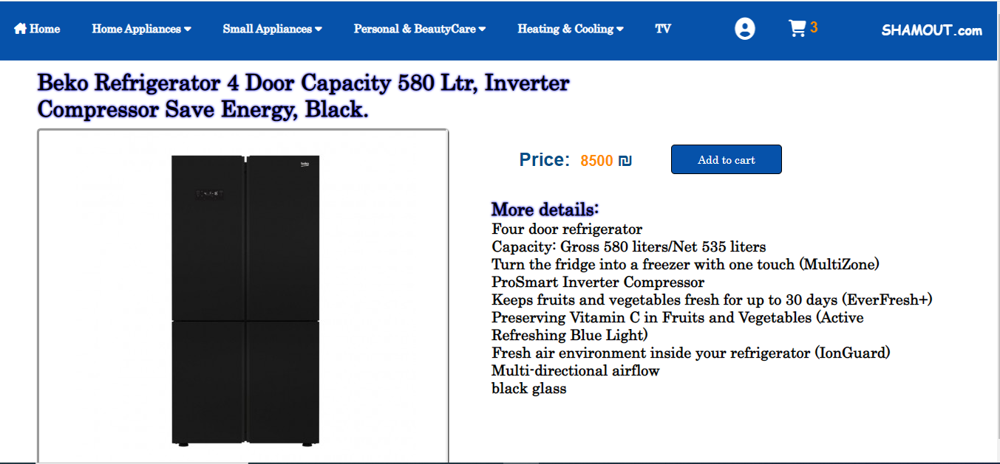 Home
Home Appliances
Small Appliances
Personal & BeautyCare
Heating & Cooling
TV
3
SHAMOUT.com
Beko Refrigerator 4 Door Capacity 580 Ltr, Inverter
Compressor Save Energy, Black.
beko
Price: 8500 ₪
Add to cart
More details:
Four door refrigerator
Capacity: Gross 580 liters/Net 535 liters
Turn the fridge into a freezer with one touch (MultiZone)
ProSmart Inverter Compressor
Keeps fruits and vegetables fresh for up to 30 days (EverFresh+)
Preserving Vitamin C in Fruits and Vegetables (Active
Refreshing Blue Light)
Fresh air environment inside your refrigerator (IonGuard)
Multi-directional airflow
black glass